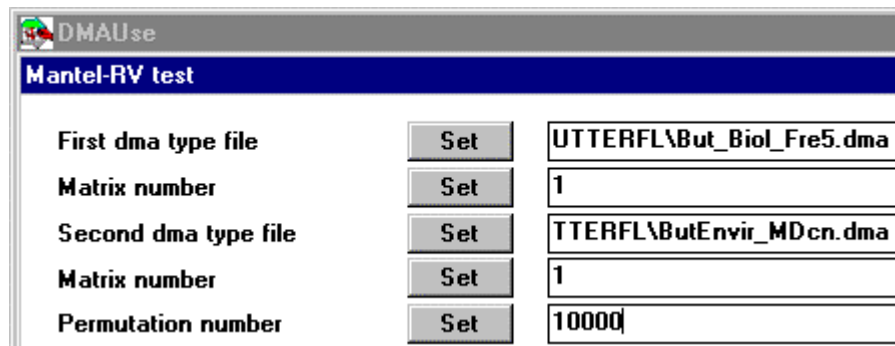 DMAUse
Mantel-RV test
First dma type file Set UTTERFL\But_Biol_Fre5.dma
Matrix number Set 1
Second dma type file Set TTERFL\ButEnvir_MDcn.dma
Matrix number Set 1
Permutation number Set 10000